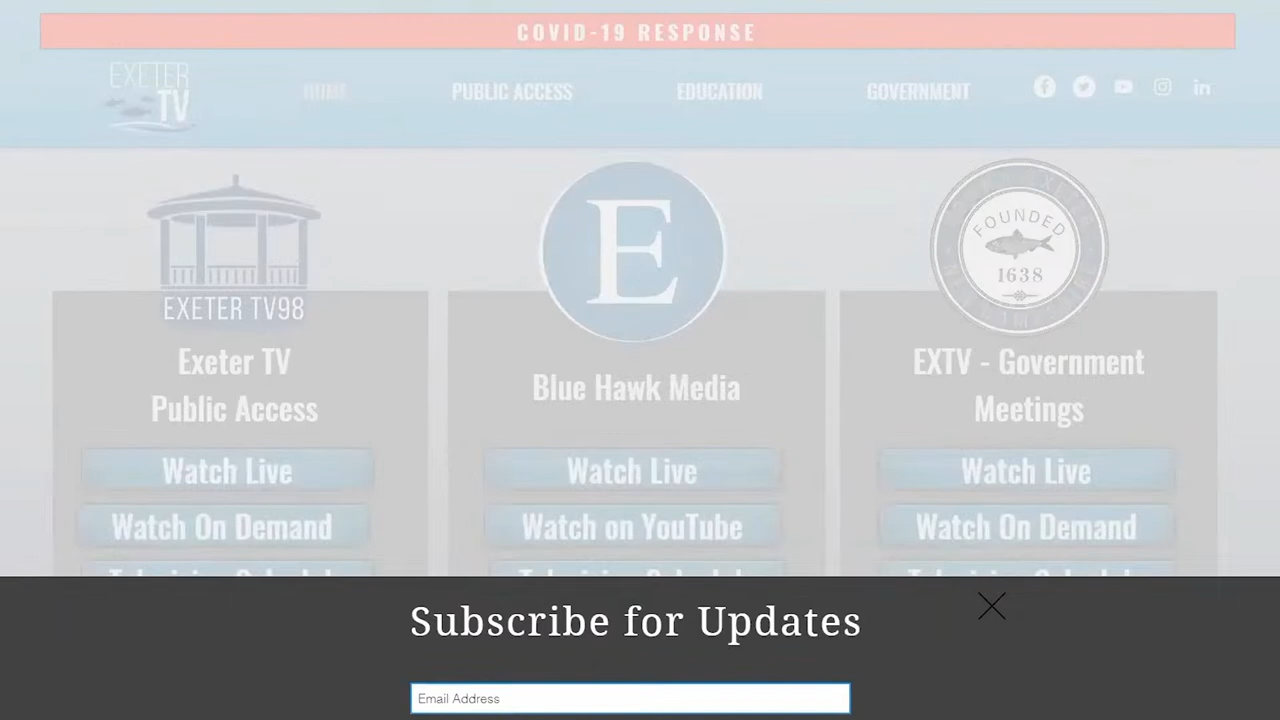 COVID-19 RESPONSE
EXETER
TV
HOME
PUBLIC ACCESS
EDUCATION
GOVERNMENT
EXETER TV98
E
FOUNDED
1638
Exeter TV
Public Access
Blue Hawk Media
EXTV - Government
Meetings
Watch Live
Watch Live
Watch Live
Watch On Demand
Watch on YouTube
Watch On Demand
Subscribe for Updates
Email Address